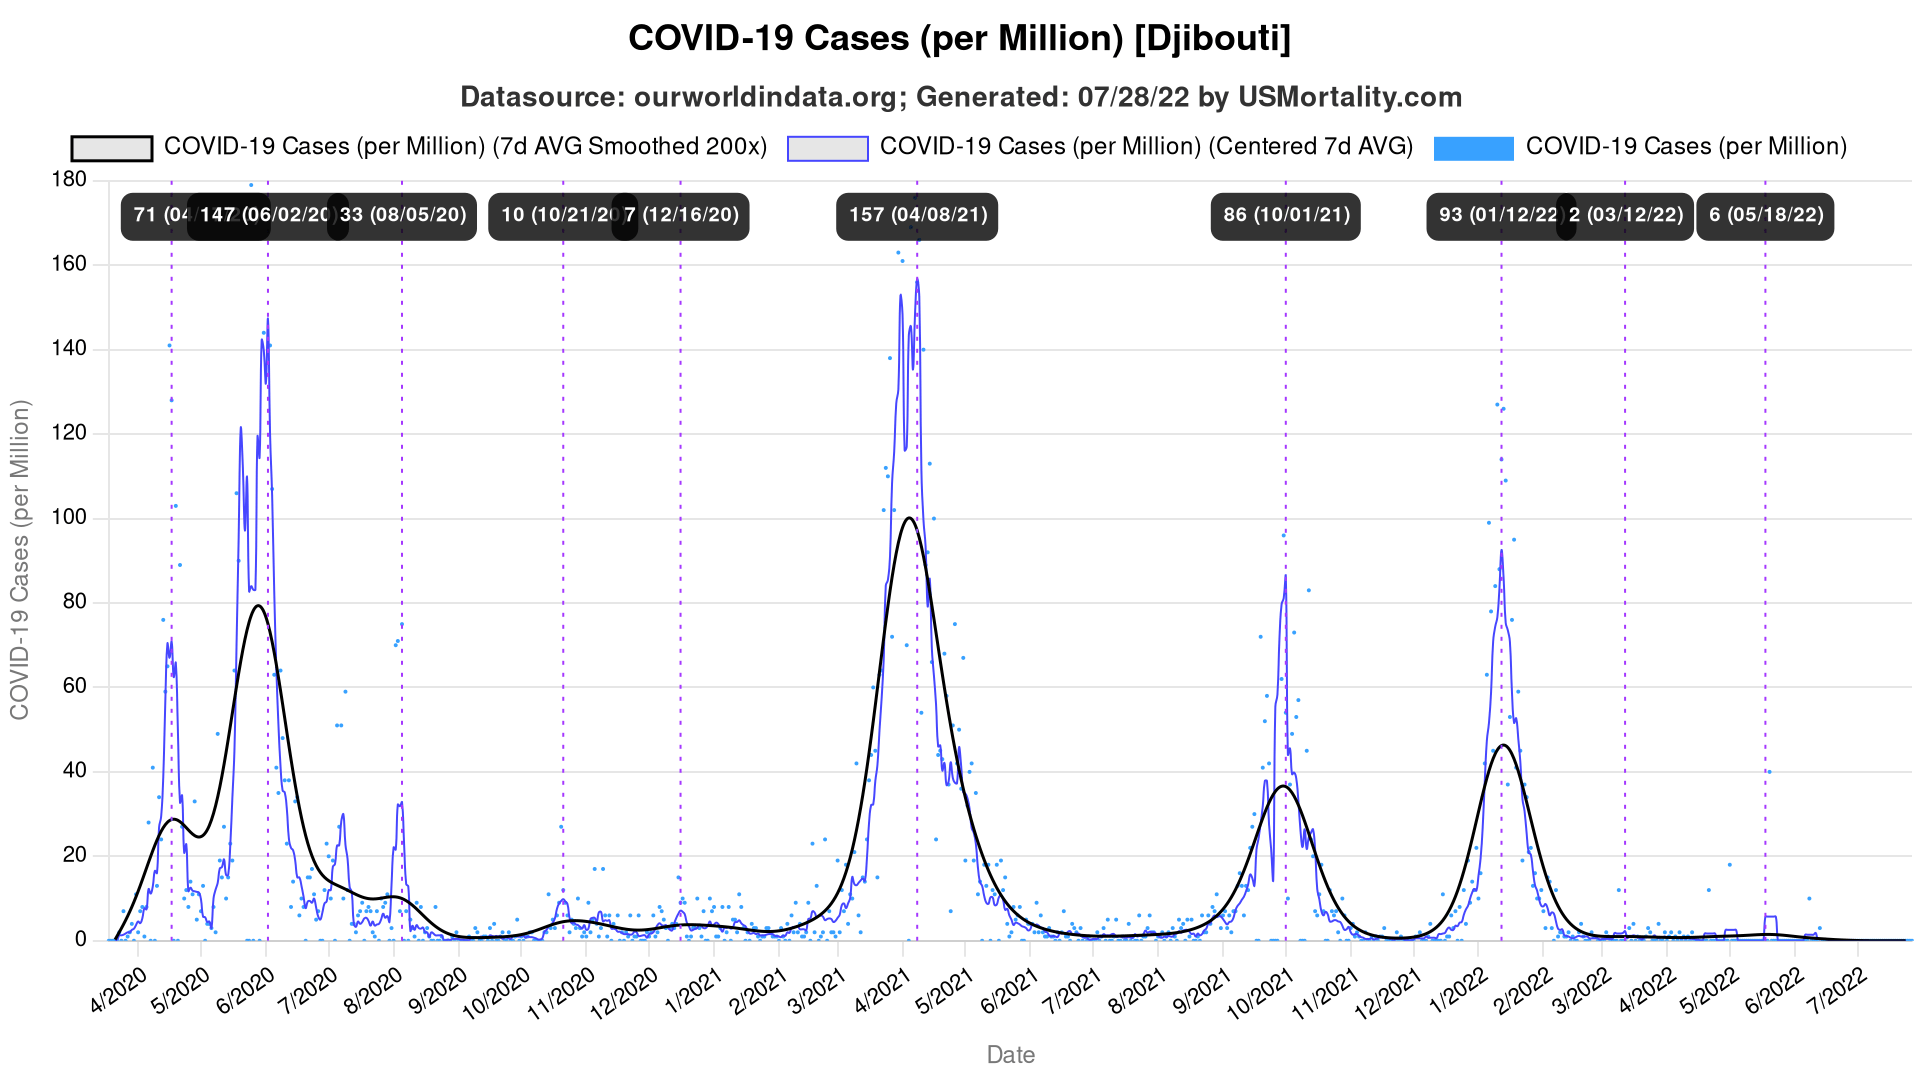 COVID-19 Cases (per Million) [Djibouti]
Datasource: ourworldindata.org; Generated: 07/28/22 by USMortality.com
COVID-19 Cases (per Million) (7d AVG Smoothed 200x) COVID-19 Cases (per Million) (Centered 7d AVG) COVID-19 Cases (per Million)
180
71 147 (06/02/20) 33 (08/05/20) 10 (10/21/20) 7 (12/16/20) 157 (04/08/21) 86 (10/01/21) 93 (01/12/22) 2 (03/12/22) 6 (05/18/22)
160
140
120
100
80
60
40
20
0
COVID-19 Cases (per Million)
4/2020 5/2020 6/2020 7/2020 8/2020 9/2020 10/2020 11/2020 12/2020 1/2021 2/2021 3/2021 4/2021 5/2021 6/2021 7/2021 8/2021 9/2021 10/2021 11/2021 12/2021 1/2022 2/2022 3/2022 4/2022 5/2022 6/2022 7/2022
Date